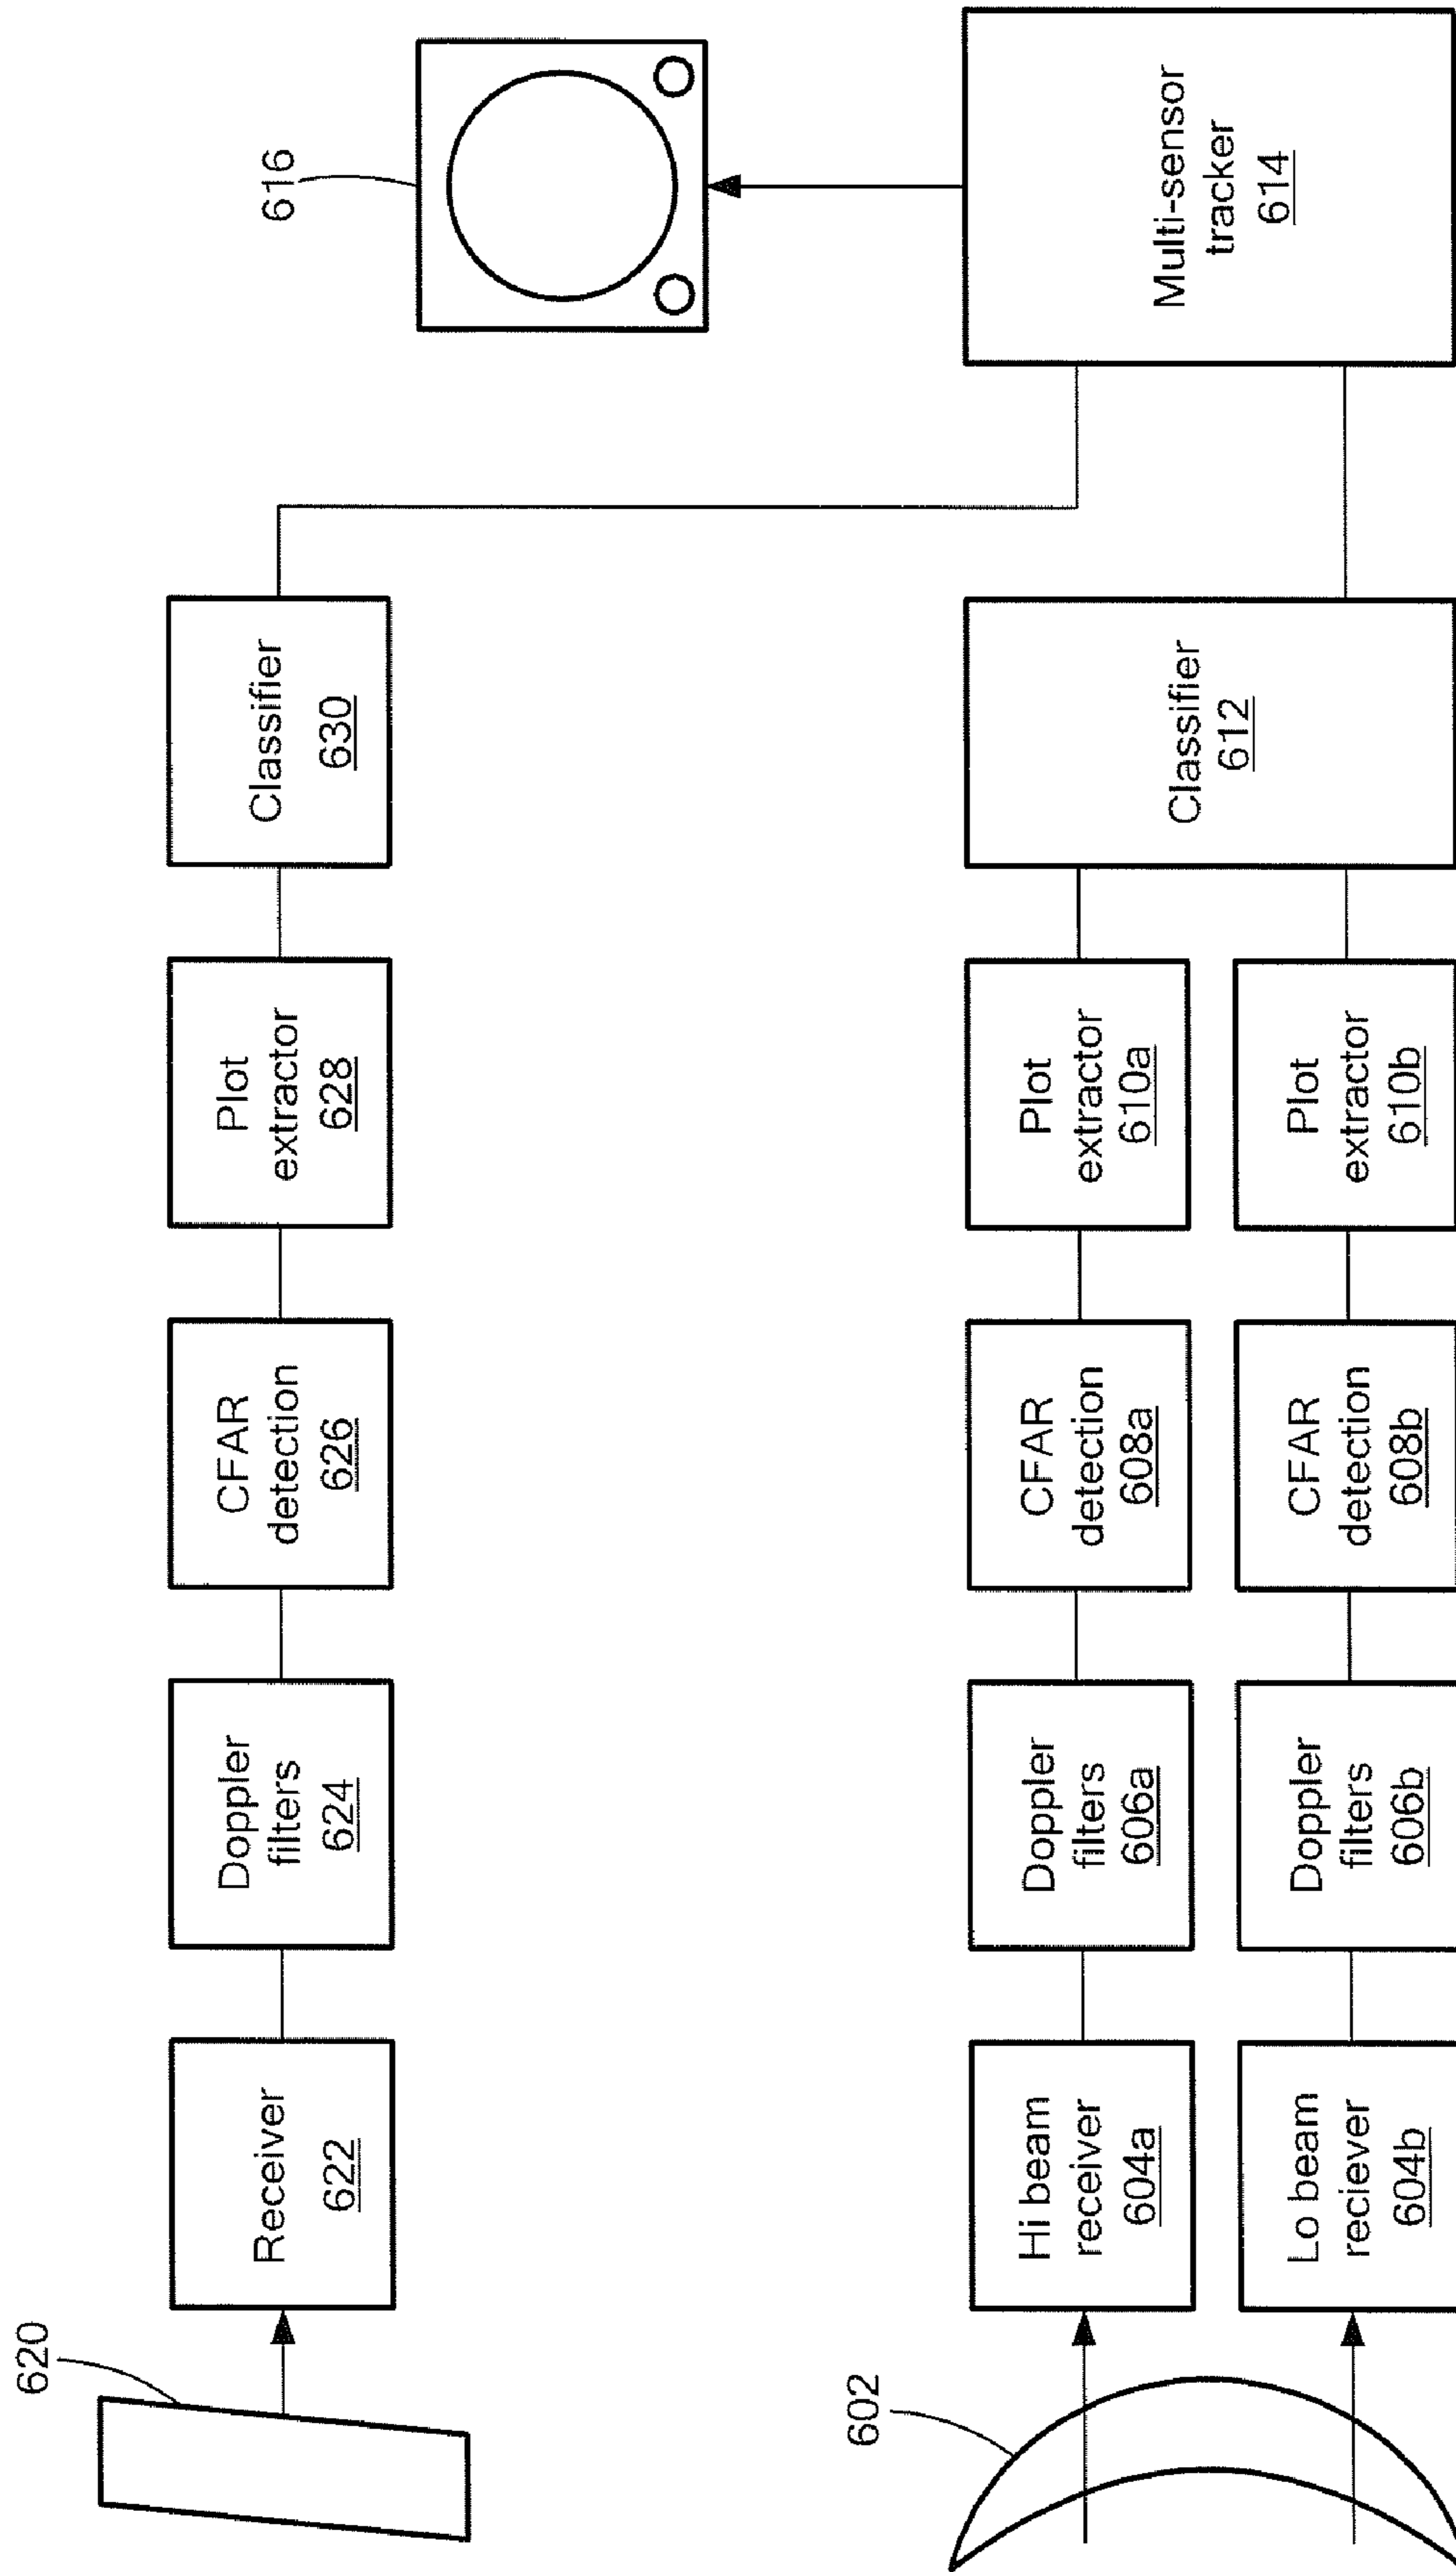 620
Receiver
622
Doppler
filters
624
CFAR
detection
626
Plot
extractor
628
Classifier
630
616
602
Hi beam
receiver
604a
Doppler
filters
606a
CFAR
detection
608a
Plot
extractor
610a
Lo beam
reciever
604b
Doppler
filters
606b
CFAR
detection
608b
Plot
extractor
610b
Classifier
612
Multi-sensor
tracker
614